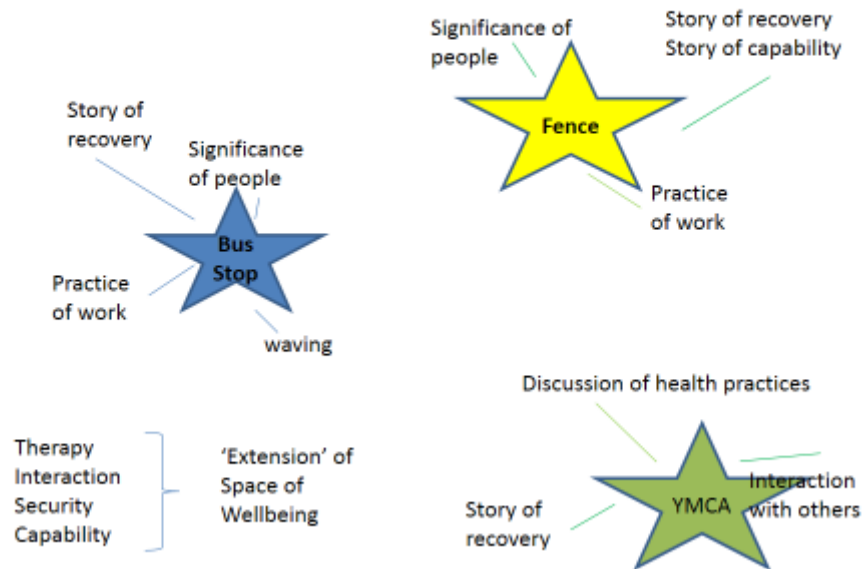 Significance of
people
Story of recovery
Story of capability
Fence
Practice
of work
Story of
recovery
Significance
of people
Bus
Stop
Practice
of work
waving
Discussion of health practices
YMCA
Interaction
with others
Story of
recovery
Therapy
Interaction
Security
Capability
‘Extension’ of
Space of
Wellbeing